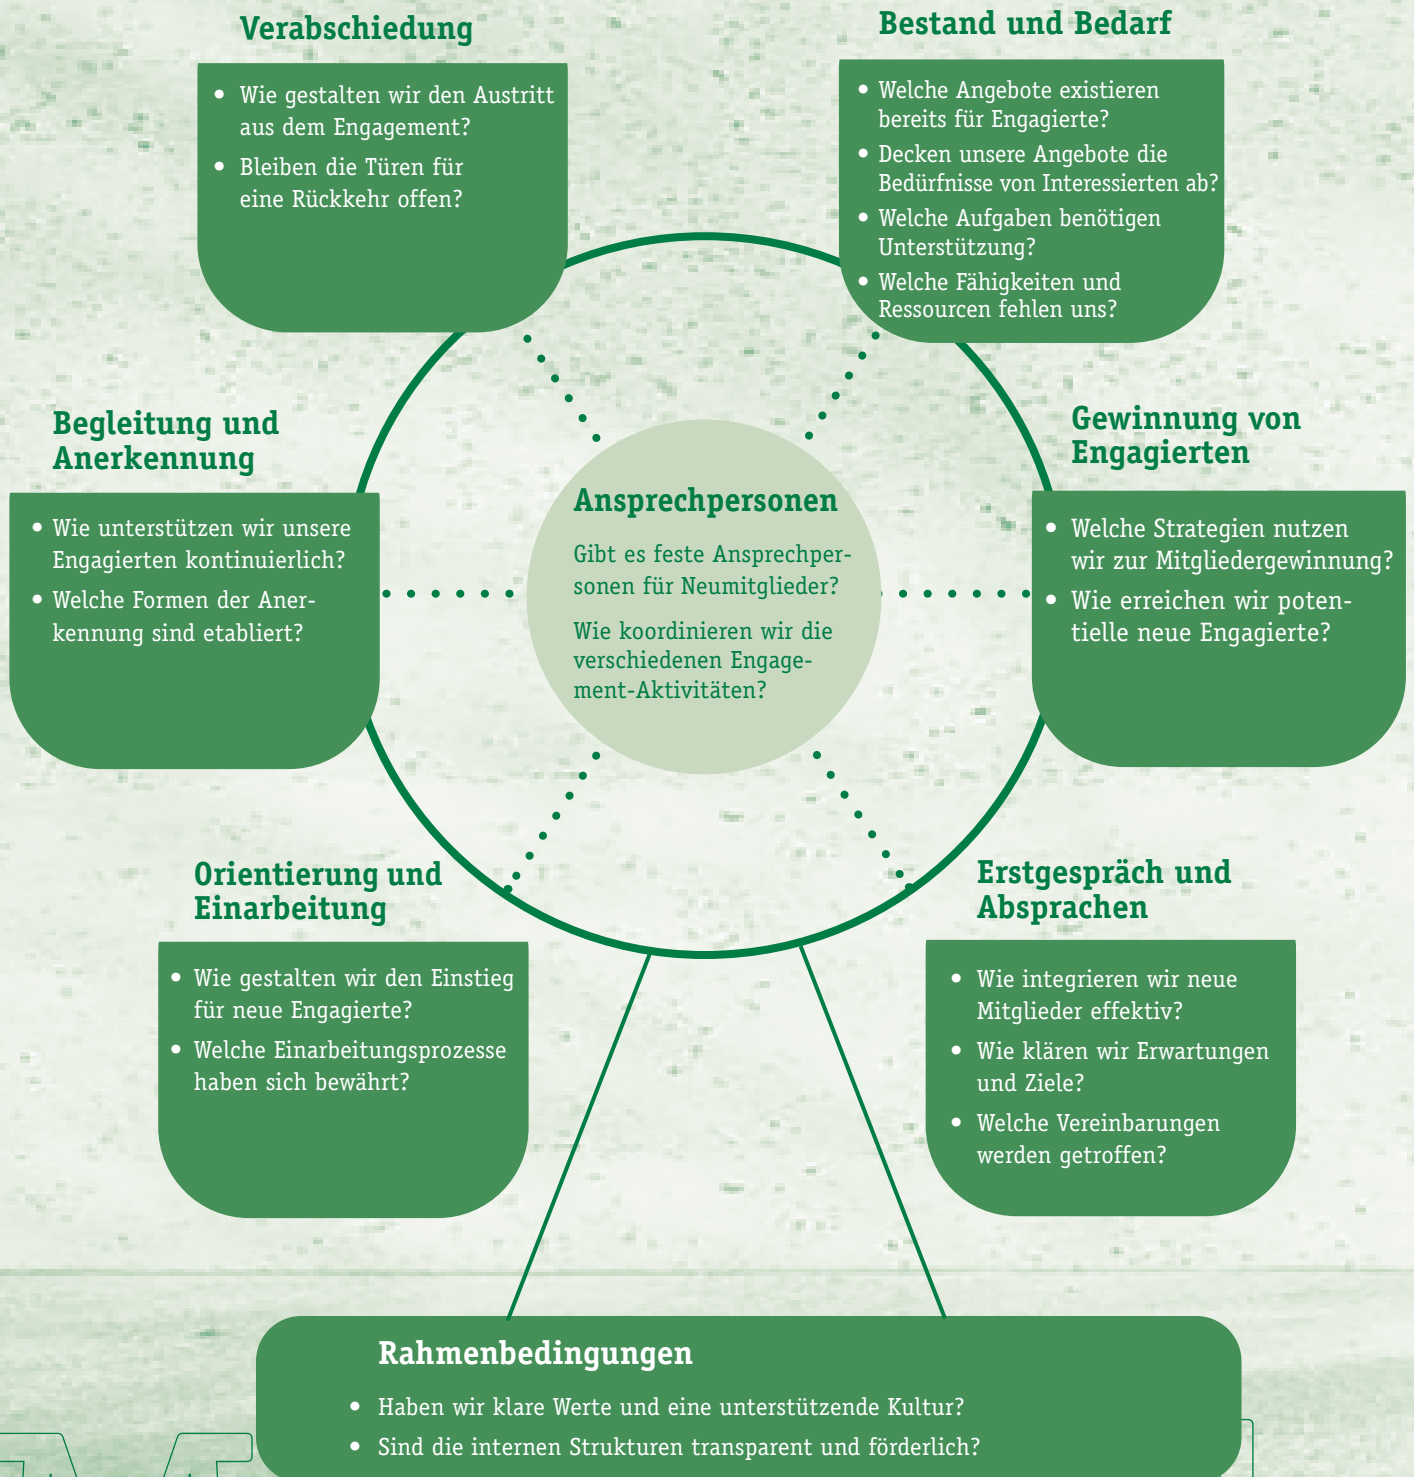 Verabschiedung
• Wie gestalten wir den Austritt
aus dem Engagement?
• Bleiben die Türen für
eine Rückkehr offen?
Bestand und Bedarf
• Welche Angebote existieren
bereits für Engagierte?
• Decken unsere Angebote die
Bedürfnisse von Interessierten ab?
• Welche Aufgaben benötigen
Unterstützung?
• Welche Fähigkeiten und
Ressourcen fehlen uns?
Begleitung und
Anerkennung
• Wie unterstützen wir unsere
Engagierten kontinuierlich?
• Welche Formen der Aner-
kennung sind etabliert?
Ansprechpersonen
Gibt es feste Ansprechper-
sonen für Neumitglieder?
Wie koordinieren wir die
verschiedenen Engage-
ment-Aktivitäten?
Gewinnung von
Engagierten
• Welche Strategien nutzen
wir zur Mitgliedergewinnung?
• Wie erreichen wir poten-
tielle neue Engagierte?
Orientierung und
Einarbeitung
• Wie gestalten wir den Einstieg
für neue Engagierte?
• Welche Einarbeitungsprozesse
haben sich bewährt?
Erstgespräch und
Absprachen
• Wie integrieren wir neue
Mitglieder effektiv?
• Wie klären wir Erwartungen
und Ziele?
• Welche Vereinbarungen
werden getroffen?
Rahmenbedingungen
• Haben wir klare Werte und eine unterstützende Kultur?
• Sind die internen Strukturen transparent und förderlich?